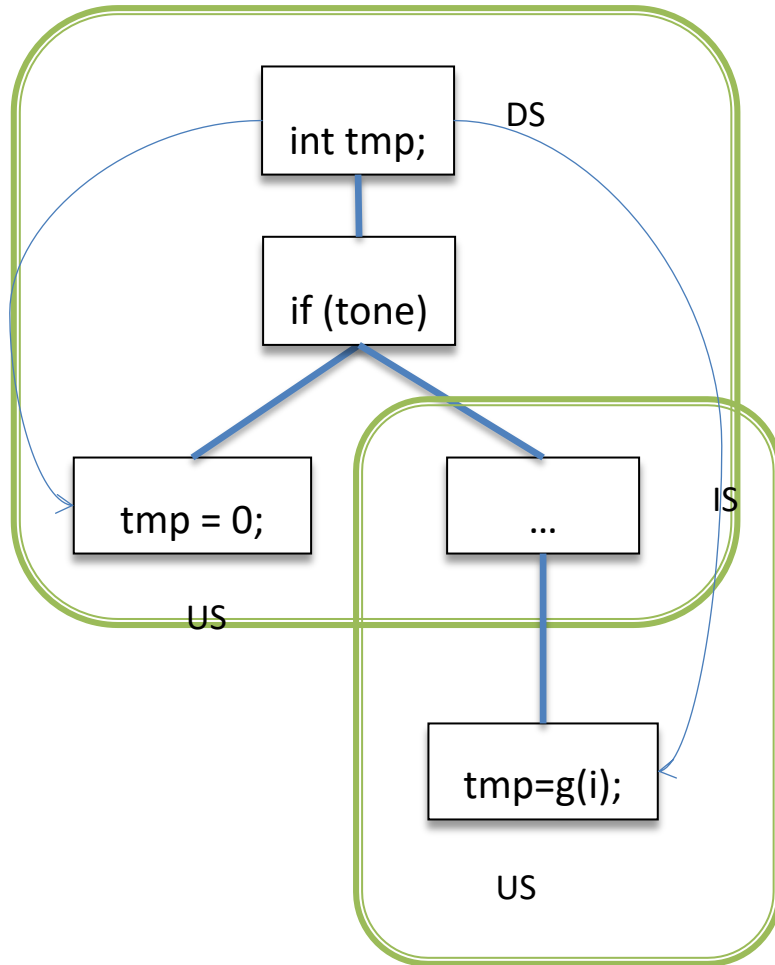 DS
int tmp;
if (tone)
tmp = 0;
…
IS
US
tmp=g(i);
US